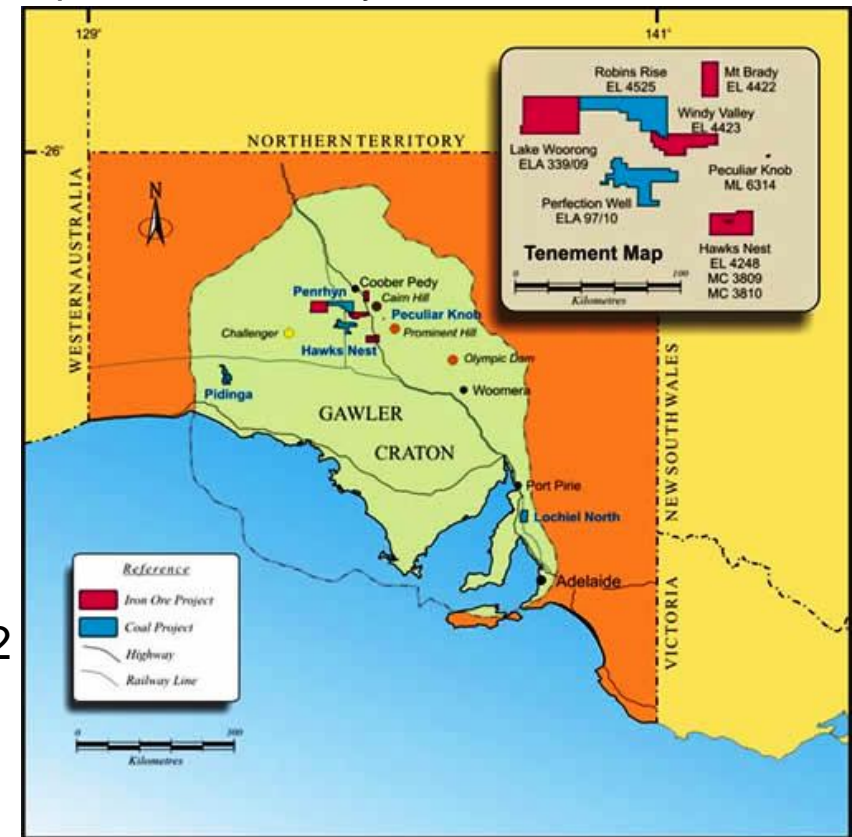 129°
141°
-26°
NORTHERN TERRITORY
WESTERN AUSTRALIA
N
Robins Rise
EL 4525
Mt Brady
EL 4422
Windy Valley
EL 4423
Lake Woorong
ELA 339/09
Peculiar Knob
ML 6314
Perfection Well
ELA 97/10
Tenement Map
Hawks Nest
EL 4248
MC 3809
MC 3810
0 100
Kilometres
Coober Pedy
Penrhyn
Cairn Hill
Peculiar Knob
Challenger
Prominent Hill
Hawks Nest
Olympic Dam
Pidinga
Woomera
GAWLER
CRATON
NEW SOUTH WALES
Port Pirie
Lochiel North
Adelaide
VICTORIA
Reference
Iron Ore Project
Coal Project
Highway
Railway Line
2
0 300
Kilometres